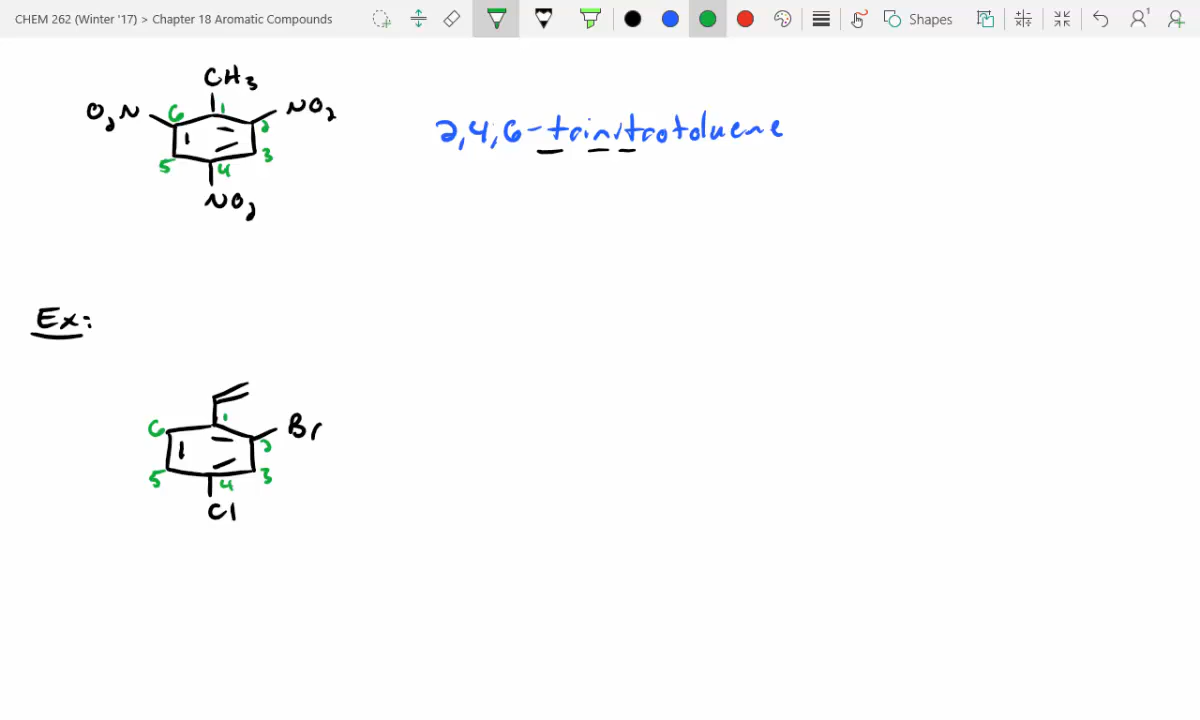 CHEM 262 (Winter '17) > Chapter 18 Aromatic Compounds
Shapes
1
CH3
O2N 6 1 NO2
2
5 4 3
NO2
2,4,6-trinitrotoluene
Ex:
6 1 Br
2
5 4 3
Cl